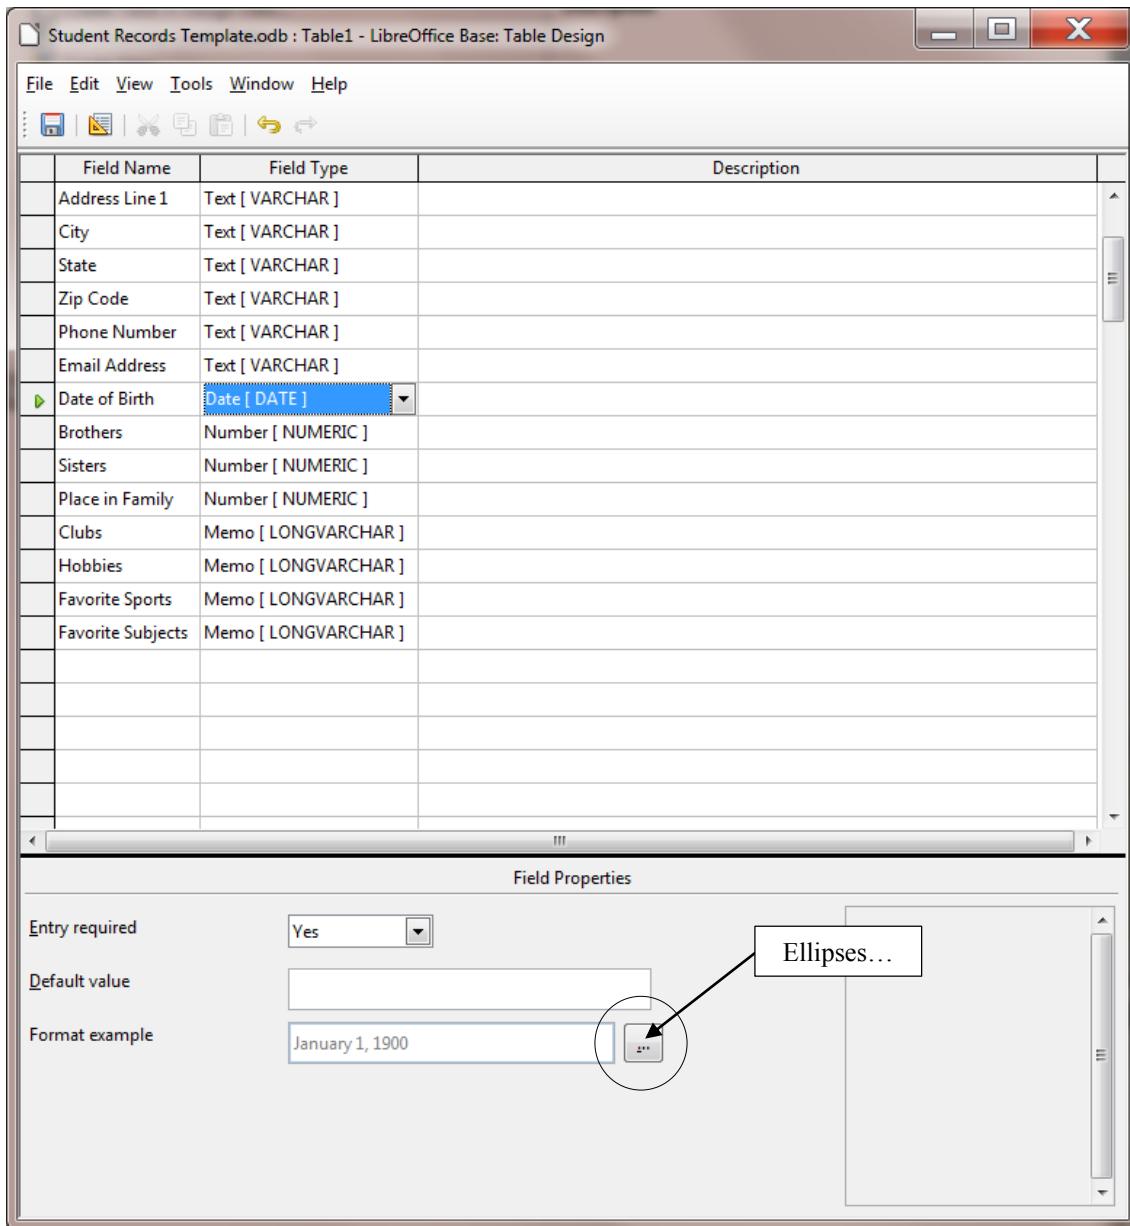 Student Records Template.odb : Table1 - LibreOffice Base: Table Design
File Edit View Tools Window Help
Field Name Field Type Description
Address Line 1 Text [ VARCHAR ]
City Text [ VARCHAR ]
State Text [ VARCHAR ]
Zip Code Text [ VARCHAR ]
Phone Number Text [ VARCHAR ]
Email Address Text [ VARCHAR ]
Date of Birth Date [ DATE ]
Brothers Number [ NUMERIC ]
Sisters Number [ NUMERIC ]
Place in Family Number [ NUMERIC ]
Clubs Memo [ LONGVARCHAR ]
Hobbies Memo [ LONGVARCHAR ]
Favorite Sports Memo [ LONGVARCHAR ]
Favorite Subjects Memo [ LONGVARCHAR ]
Field Properties
Entry required Yes
Ellipses…
Default value
Format example January 1, 1900 ...